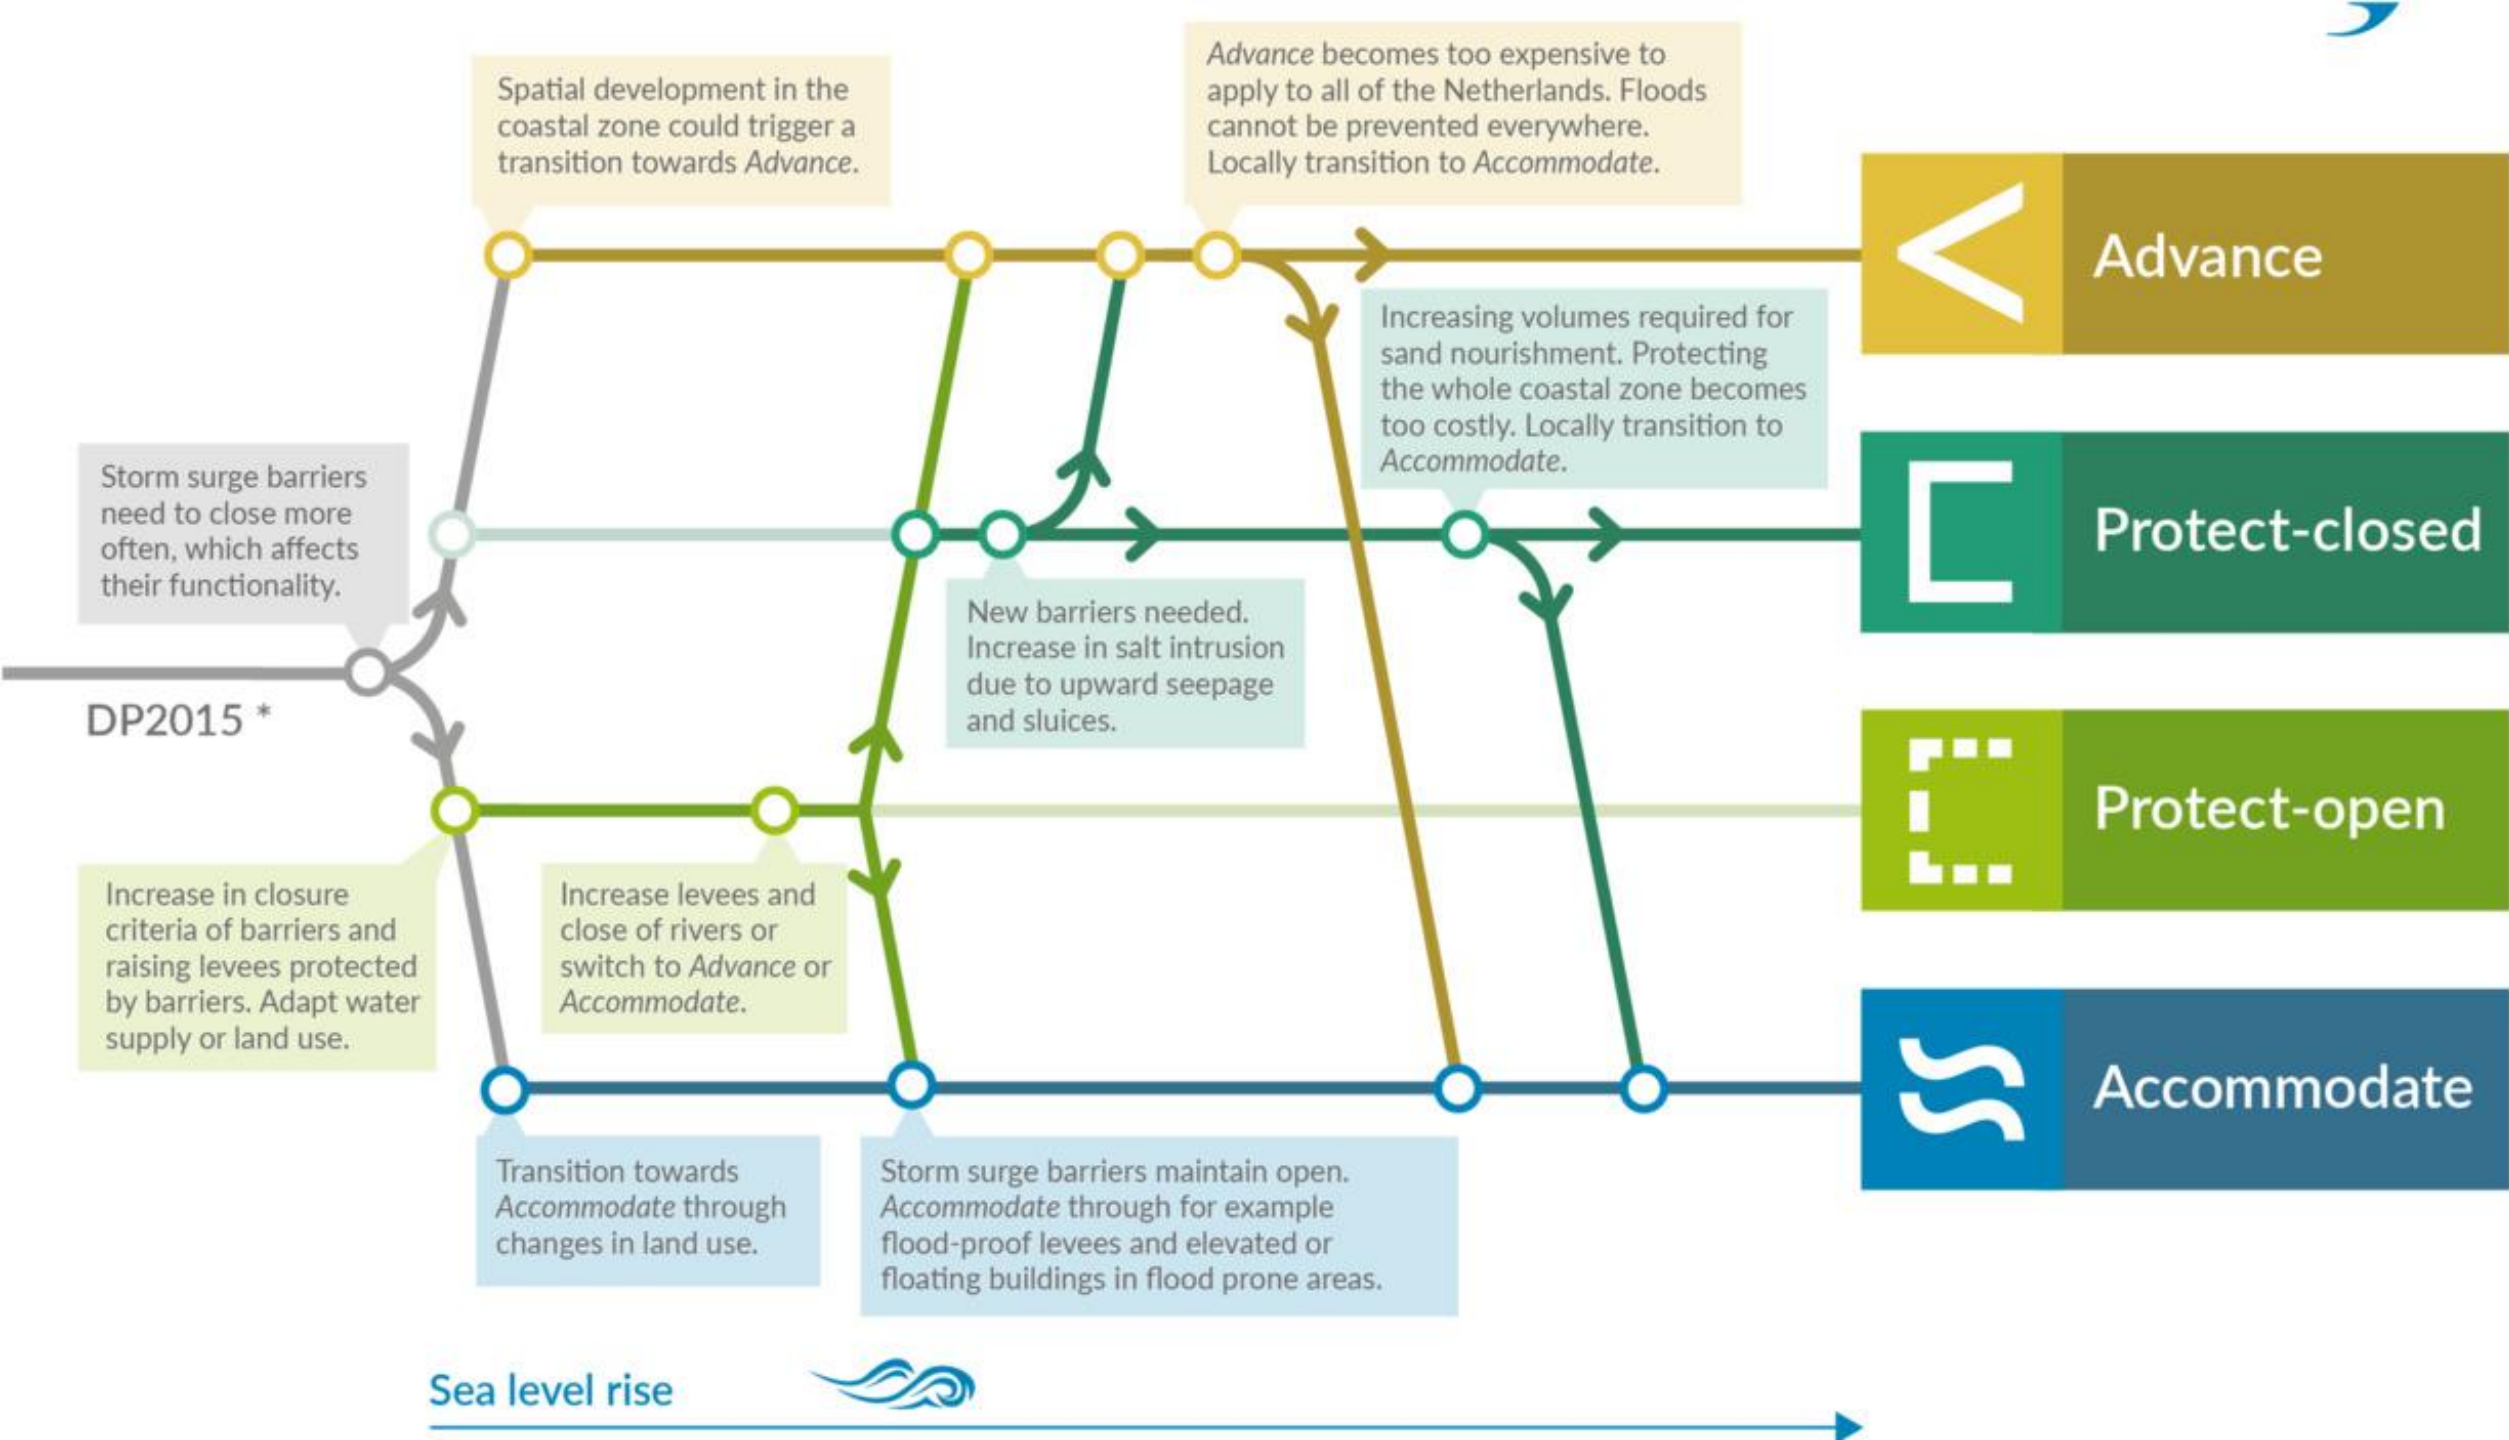 Spatial development in the
coastal zone could trigger a
transition towards Advance.
Advance becomes too expensive to
apply to all of the Netherlands. Floods
cannot be prevented everywhere.
Locally transition to Accommodate.
Advance
Increasing volumes required for
sand nourishment. Protecting
the whole coastal zone becomes
too costly. Locally transition to
Accommodate.
Storm surge barriers
need to close more
often, which affects
their functionality.
Protect-closed
New barriers needed.
Increase in salt intrusion
due to upward seepage
and sluices.
DP2015 *
Protect-open
Increase in closure
criteria of barriers and
raising levees protected
by barriers. Adapt water
supply or land use.
Increase levees and
close of rivers or
switch to Advance or
Accommodate.
Accommodate
Transition towards
Accommodate through
changes in land use.
Storm surge barriers maintain open.
Accommodate through for example
flood-proof levees and elevated or
floating buildings in flood prone areas.
Sea level rise